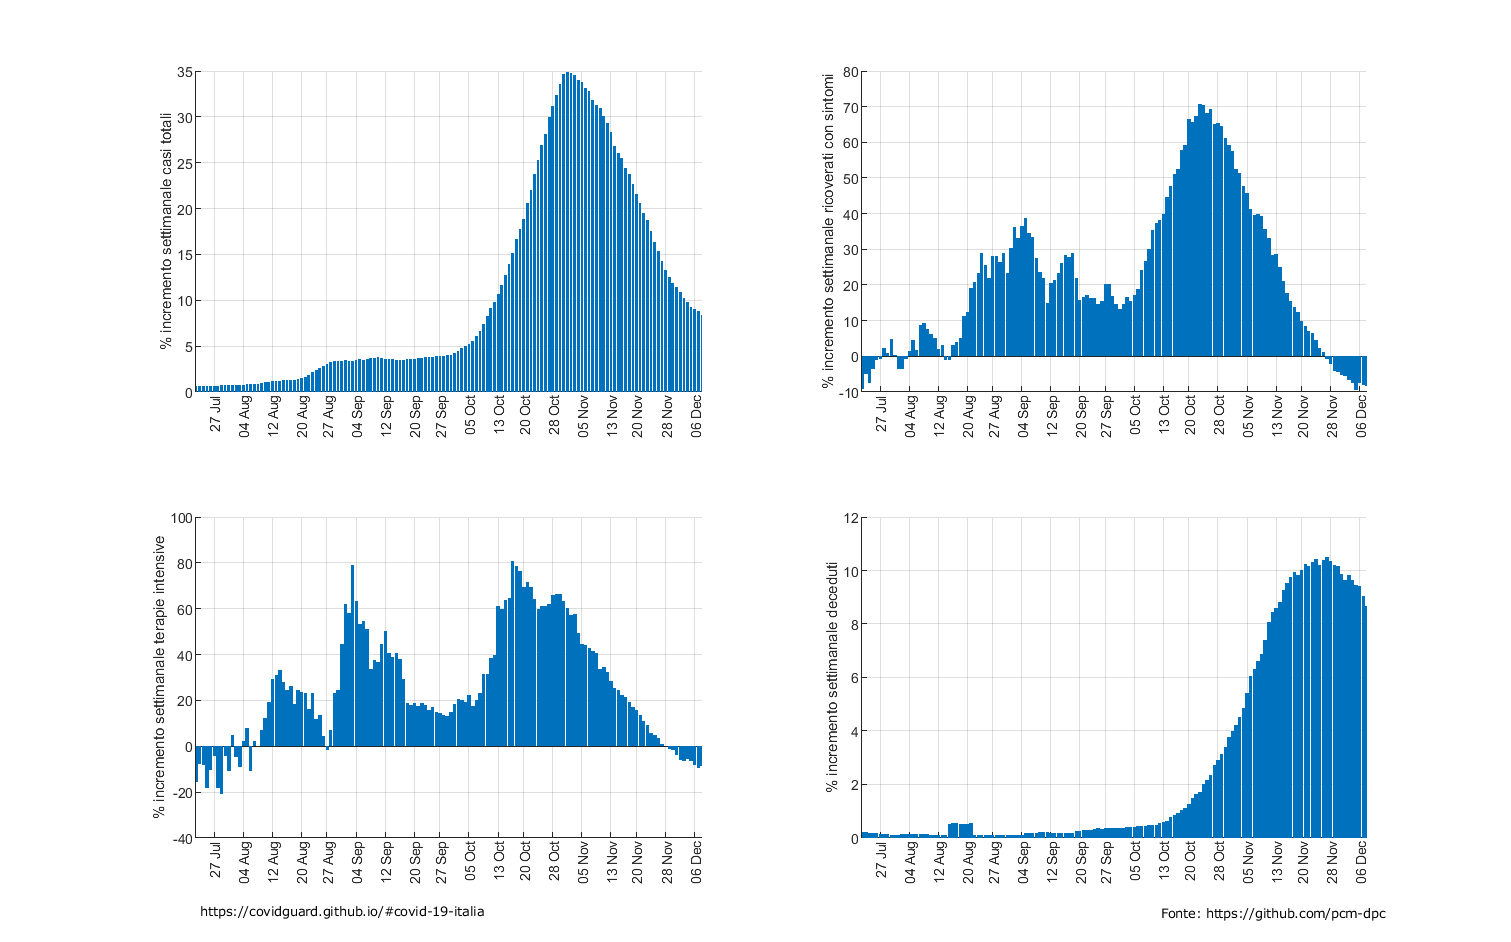 % incremento settimanale casi totali
35
30
25
20
15
10
5
0
27 Jul
04 Aug
12 Aug
20 Aug
27 Aug
04 Sep
12 Sep
20 Sep
27 Sep
05 Oct
13 Oct
20 Oct
28 Oct
05 Nov
13 Nov
20 Nov
28 Nov
06 Dec
% incremento settimanale ricoverati con sintomi
80
70
60
50
40
30
20
10
0
-10
27 Jul
04 Aug
12 Aug
20 Aug
27 Aug
04 Sep
12 Sep
20 Sep
27 Sep
05 Oct
13 Oct
20 Oct
28 Oct
05 Nov
13 Nov
20 Nov
28 Nov
06 Dec
% incremento settimanale terapie intensive
100
80
60
40
20
0
-20
-40
27 Jul
04 Aug
12 Aug
20 Aug
27 Aug
04 Sep
12 Sep
20 Sep
27 Sep
05 Oct
13 Oct
20 Oct
28 Oct
05 Nov
13 Nov
20 Nov
28 Nov
06 Dec
% incremento settimanale deceduti
12
10
8
6
4
2
0
27 Jul
04 Aug
12 Aug
20 Aug
27 Aug
04 Sep
12 Sep
20 Sep
27 Sep
05 Oct
13 Oct
20 Oct
28 Oct
05 Nov
13 Nov
20 Nov
28 Nov
06 Dec
https://covidguard.github.io/#covid-19-italia
Fonte: https://github.com/pcm-dpc